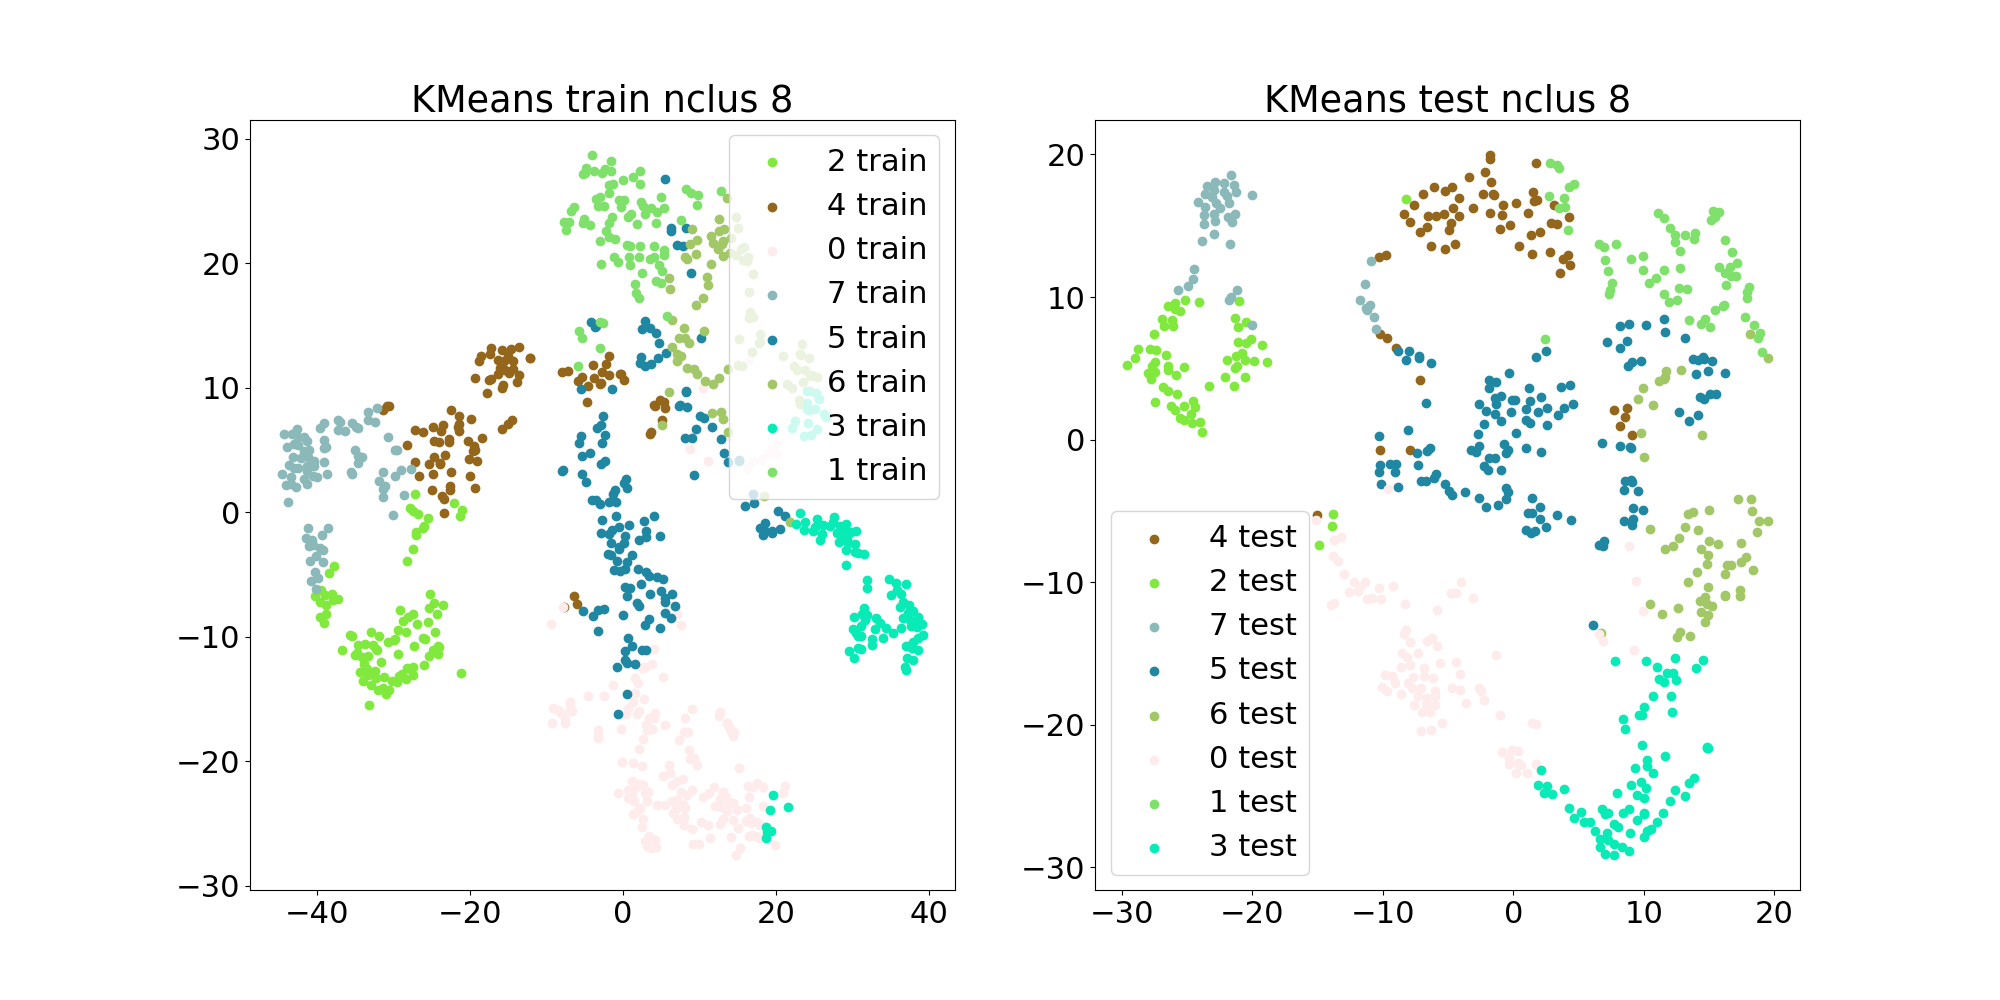 KMeans train nclus 8
30
20
10
0
−10
−20
−30
−40
−20
0
20
40
2 train
4 train
0 train
7 train
5 train
6 train
3 train
1 train
KMeans test nclus 8
20
10
0
−10
−20
−30
−30
−20
−10
0
10
20
4 test
2 test
7 test
5 test
6 test
0 test
1 test
3 test